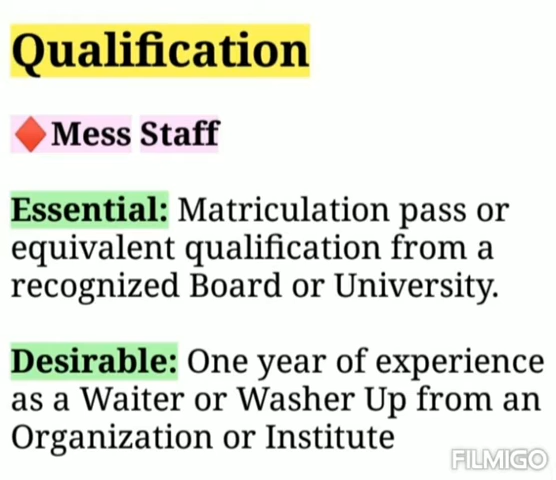 Qualification
♦Mess Staff
Essential: Matriculation pass or
equivalent qualification from a
recognized Board or University.
Desirable: One year of experience
as a Waiter or Washer Up from an
Organization or Institute
FILMIGO